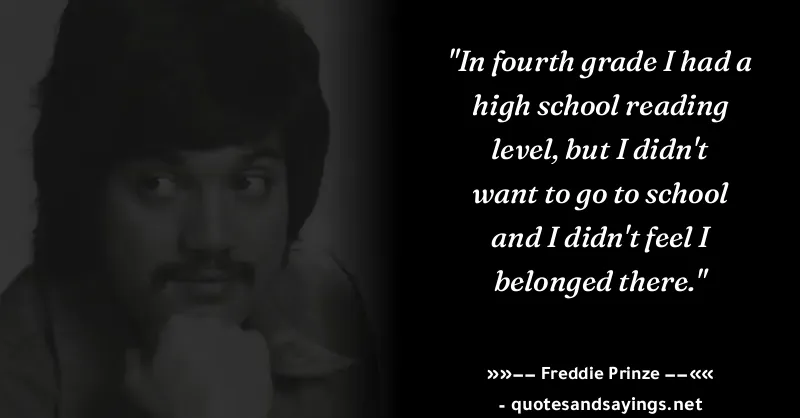 "In fourth grade I had a
high school reading
level, but I didn't
want to go to school
and I didn't feel I
belonged there."
»»−− Freddie Prinze −−««
- quotesandsayings.net